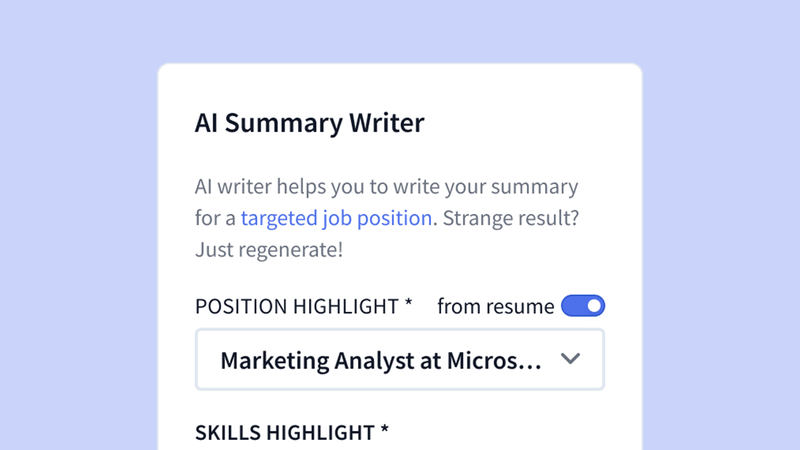 AI Summary Writer
AI writer helps you to write your summary
for a targeted job position. Strange result?
Just regenerate!
POSITION HIGHLIGHT * from resume
Marketing Analyst at Micros...
SKILLS HIGHLIGHT *